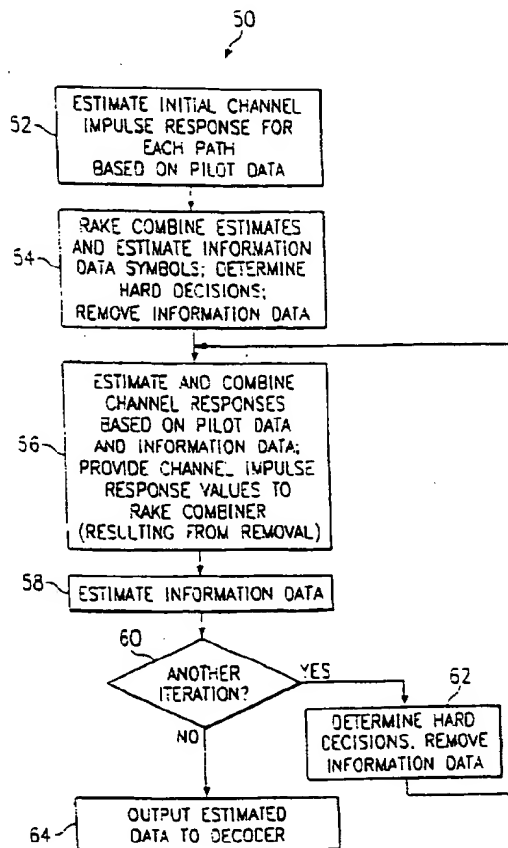 50
52
ESTIMATE INITIAL CHANNEL
IMPULSE RESPONSE FOR
EACH PATH
BASED ON PILOT DATA
54
RAKE COMBINE ESTIMATES
AND ESTIMATE INFORMATION
DATA SYMBOLS; DETERMINE
HARD DECISIONS;
REMOVE INFORMATION DATA
56
ESTIMATE AND COMBINE
CHANNEL RESPONSES
BASED ON PILOT DATA
AND INFORMATION DATA;
PROVIDE CHANNEL IMPULSE
RESPONSE VALUES TO
RAKE COMBINER
(RESULTING FROM REMOVAL)
58
ESTIMATE INFORMATION DATA
60
ANOTHER
ITERATION?
YES
NO
62
DETERMINE HARD
DECISIONS, REMOVE
INFORMATION DATA
64
OUTPUT ESTIMATED
DATA TO DECODER